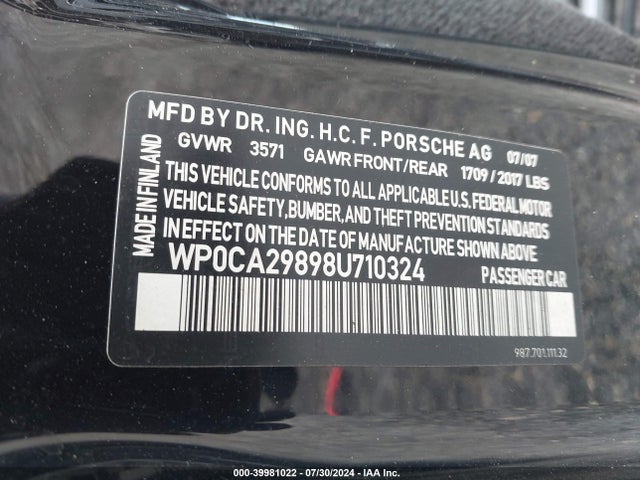 MFD BY DR. ING. H.C. F. PORSCHE AG 07/07
GVWR 3571 GAWR FRONT/REAR 1709 / 2017 LBS
THIS VEHICLE CONFORMS TO ALL APPLICABLE U.S. FEDERAL MOTOR
VEHICLE SAFETY, BUMPER, AND THEFT PREVENTION STANDARDS
IN EFFECT ON THE DATE OF MANUFACTURE SHOWN ABOVE
WP0CA29898U710324 PASSENGER CAR
MADE IN FINLAND
987.701.111.32
000-39981022 - 07/30/2024 - IAA Inc.